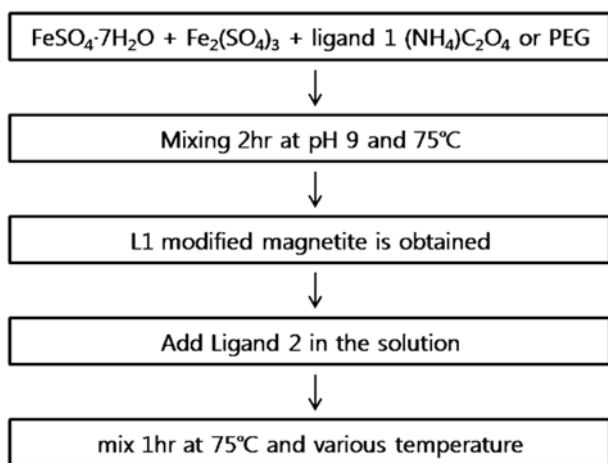 FeSO₄·7H₂O + Fe₂(SO₄)₃ + ligand 1 (NH₄)C₂O₄ or PEG
Mixing 2hr at pH 9 and 75℃
L1 modified magnetite is obtained
Add Ligand 2 in the solution
mix 1hr at 75℃ and various temperature